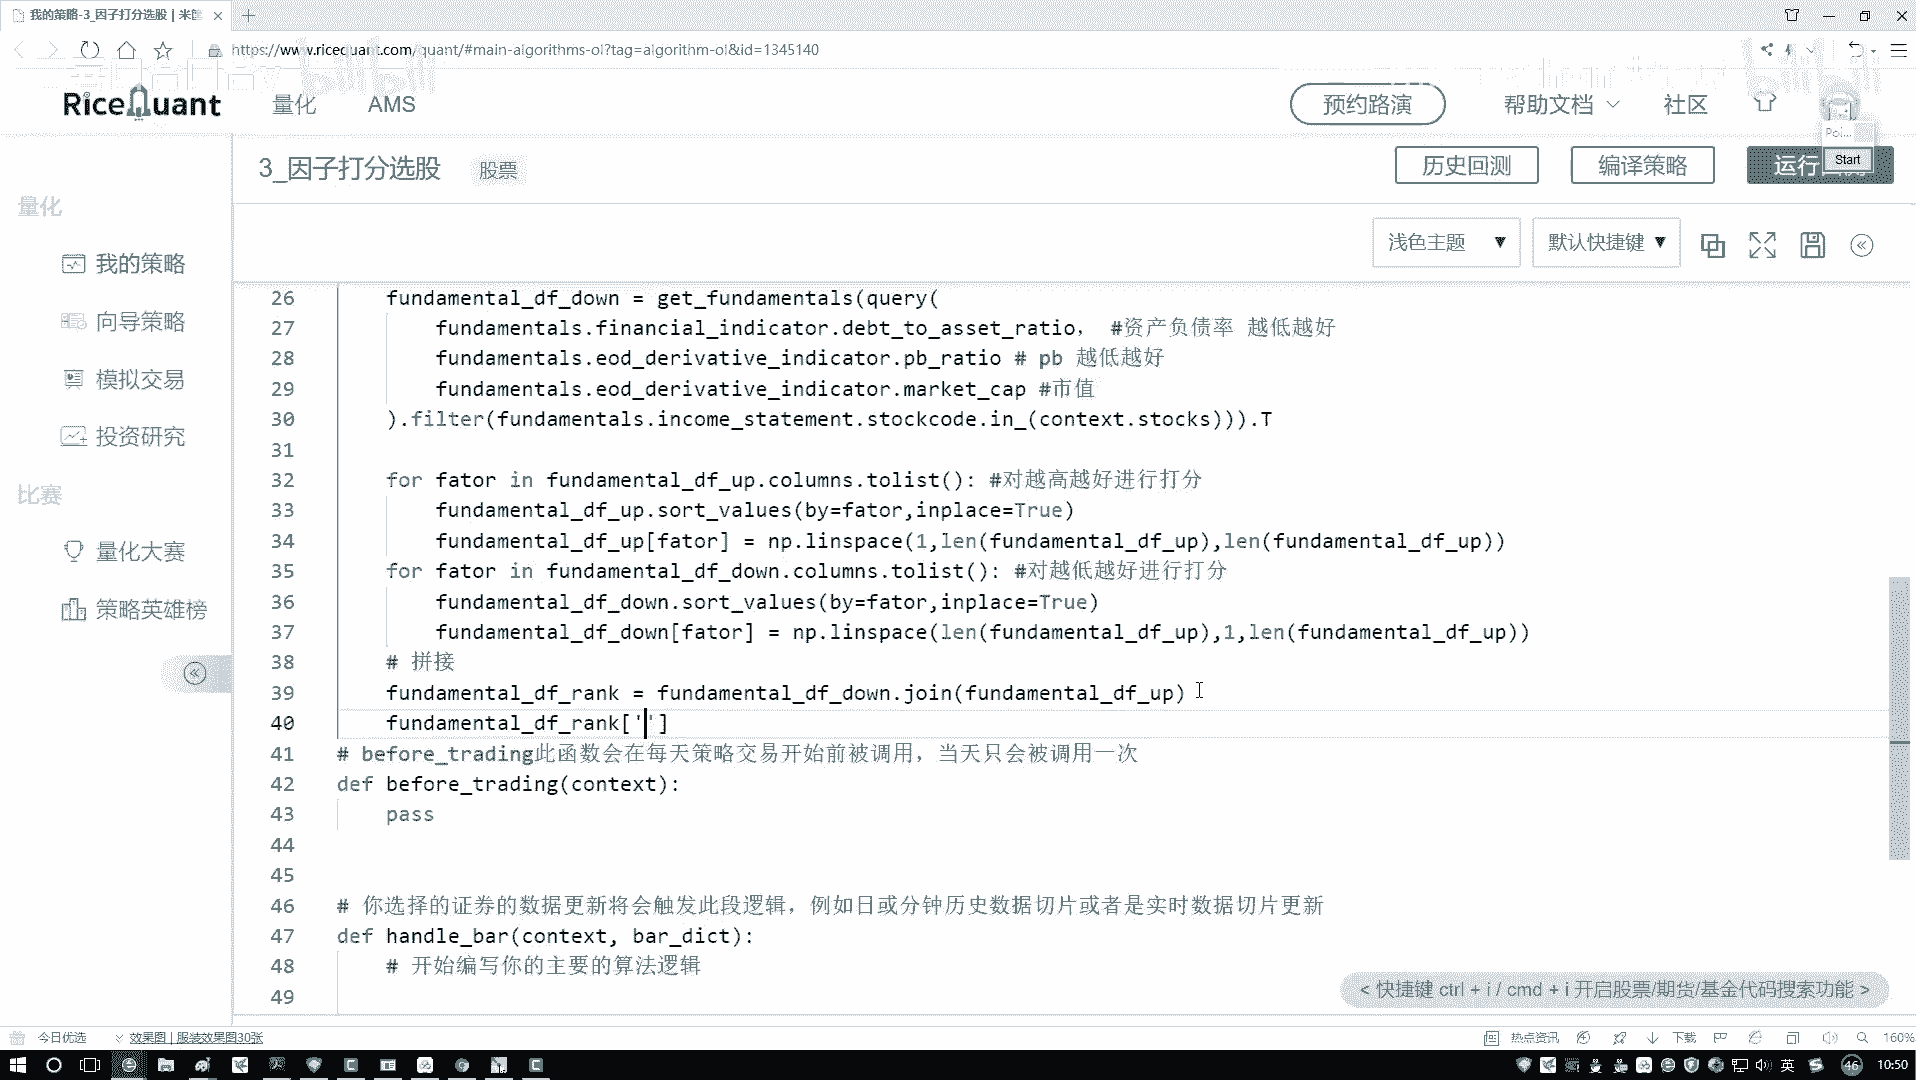 我的策略-3_因子打分选股 | 米筐
https://www.ricequant.com/quant/#main-algorithms-ol?tag=algorithm-ol&id=1345140
bilibili
RiceQuant
量化
AMS
预约路演
帮助文档
社区
Poi...
Start
3_因子打分选股
股票
历史回测
编译策略
运行
量化
我的策略
向导策略
模拟交易
投资研究
比赛
量化大赛
策略英雄榜
浅色主题
默认快捷键
26 fundamental_df_down = get_fundamentals(query(
27 fundamentals.financial_indicator.debt_to_asset_ratio, #资产负债率 越低越好
28 fundamentals.eod_derivative_indicator.pb_ratio # pb 越低越好
29 fundamentals.eod_derivative_indicator.market_cap #市值
30 ).filter(fundamentals.income_statement.stockcode.in_(context.stocks))).T
31
32 for fator in fundamental_df_up.columns.tolist(): #对越高越好进行打分
33 fundamental_df_up.sort_values(by=fator,inplace=True)
34 fundamental_df_up[fator] = np.linspace(1,len(fundamental_df_up),len(fundamental_df_up))
35 for fator in fundamental_df_down.columns.tolist(): #对越低越好进行打分
36 fundamental_df_down.sort_values(by=fator,inplace=True)
37 fundamental_df_down[fator] = np.linspace(len(fundamental_df_up),1,len(fundamental_df_up))
38 # 拼接
39 fundamental_df_rank = fundamental_df_down.join(fundamental_df_up)
40 fundamental_df_rank['']
41 # before_trading此函数会在每天策略交易开始前被调用，当天只会被调用一次
42 def before_trading(context):
43 pass
44
45
46 # 你选择的证券的数据更新将会触发此段逻辑，例如日或分钟历史数据切片或者是实时数据切片更新
47 def handle_bar(context, bar_dict):
48 # 开始编写你的主要的算法逻辑
49
< 快捷键 ctrl + i / cmd + i 开启股票/期货/基金代码搜索功能 >
今日优选
效果图 | 服装效果图30张
热点资讯
下载
160%
英
46
10:50